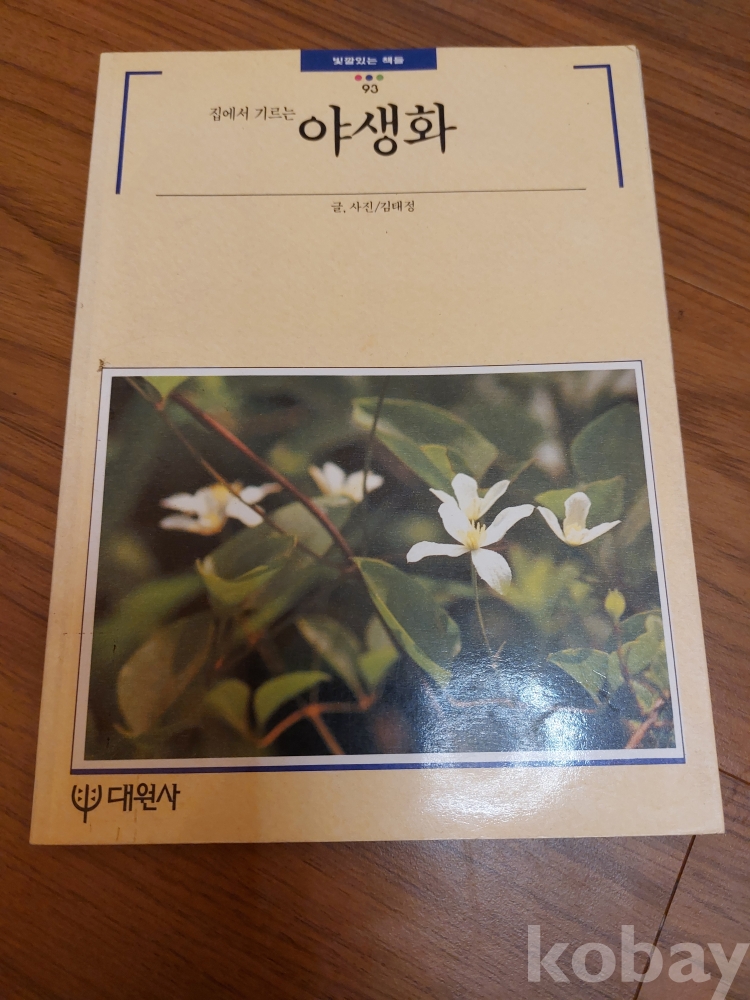 빛깔있는 책들
93
집에서 기르는
야생화
글, 사진/김태정
대원사
kobay